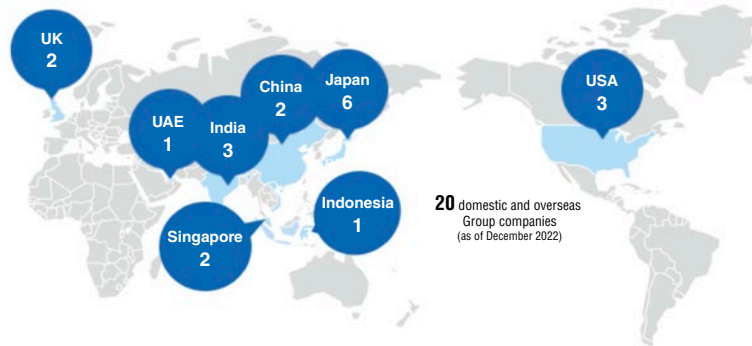 UK
2
China
2
Japan
6
USA
3
UAE
1
India
3
Indonesia
1
Singapore
2
20 domestic and overseas
Group companies
(as of December 2022)